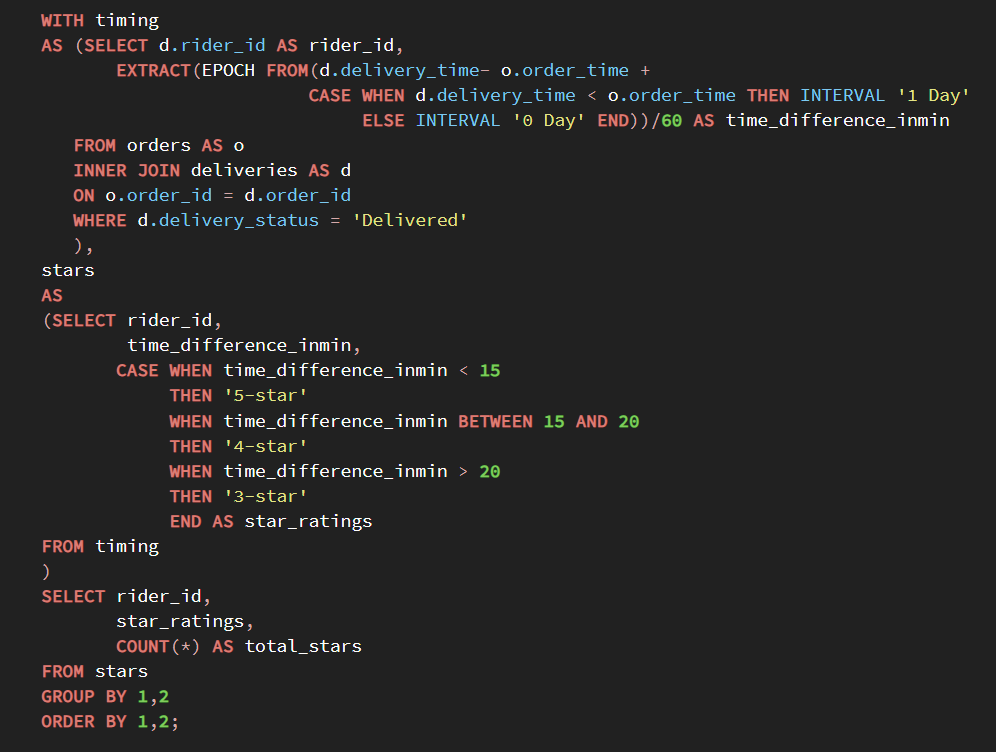 WITH timing
AS (SELECT d.rider_id AS rider_id,
EXTRACT(EPOCH FROM(d.delivery_time- o.order_time +
CASE WHEN d.delivery_time < o.order_time THEN INTERVAL '1 Day'
ELSE INTERVAL '0 Day' END))/60 AS time_difference_inmin
FROM orders AS o
INNER JOIN deliveries AS d
ON o.order_id = d.order_id
WHERE d.delivery_status = 'Delivered'
),
stars
AS
(SELECT rider_id,
time_difference_inmin,
CASE WHEN time_difference_inmin < 15
THEN '5-star'
WHEN time_difference_inmin BETWEEN 15 AND 20
THEN '4-star'
WHEN time_difference_inmin > 20
THEN '3-star'
END AS star_ratings
FROM timing
)
SELECT rider_id,
star_ratings,
COUNT(*) AS total_stars
FROM stars
GROUP BY 1,2
ORDER BY 1,2;